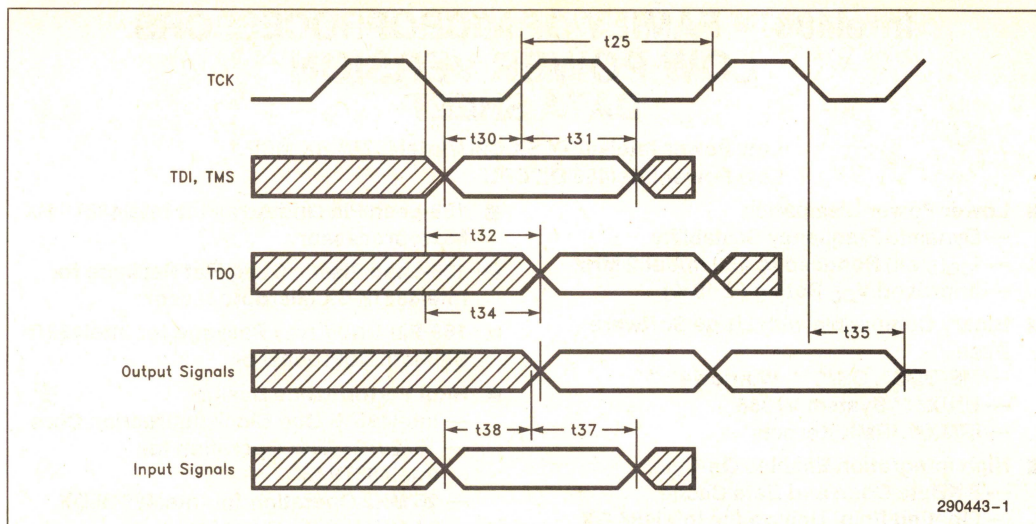 t25
TCK
t30
t31
TDI, TMS
t32
TDO
t34
t35
Output Signals
t38
t37
Input Signals
290443–1